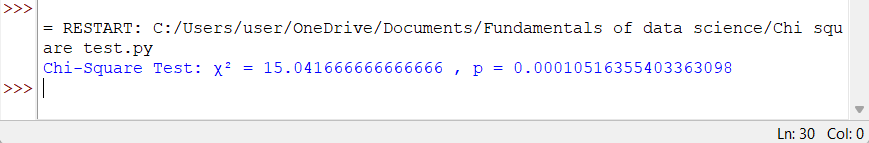 >>>
= RESTART: C:/Users/user/OneDrive/Documents/Fundamentals of data science/Chi squ
are test.py
Chi-Square Test: χ² = 15.041666666666666 , p = 0.00010516355403363098
>>>
Ln: 30 Col: 0